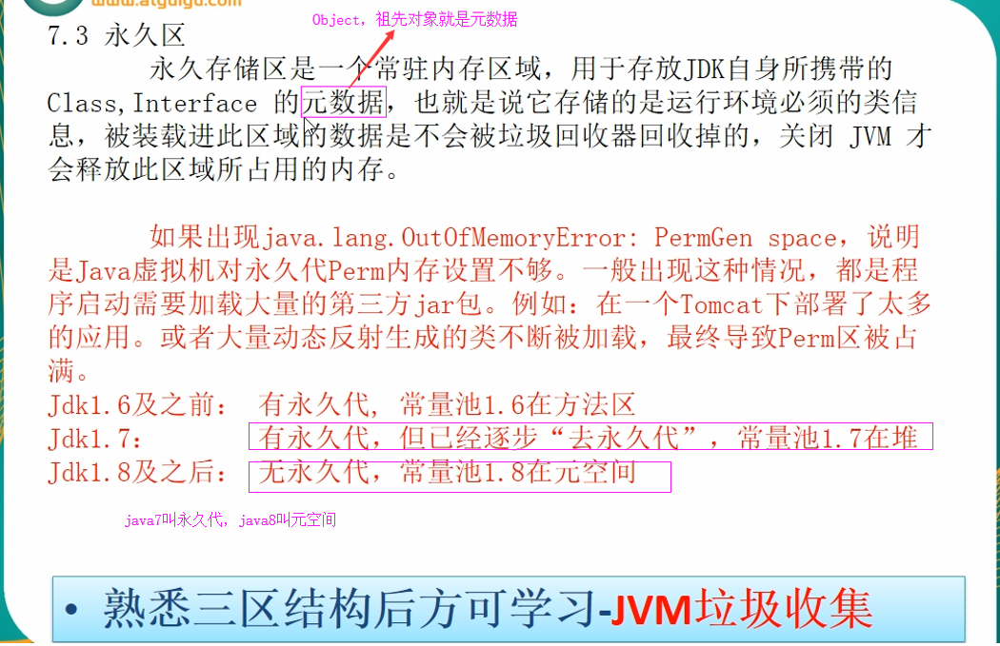 www.atguigu.com
Object，祖先对象就是元数据
7.3 永久区
永久存储区是一个常驻内存区域，用于存放JDK自身所携带的
Class,Interface 的元数据，也就是说它存储的是运行环境必须的类信
息，被装载进此区域的数据是不会被垃圾回收器回收掉的，关闭 JVM 才
会释放此区域所占用的内存。
如果出现java.lang.OutOfMemoryError: PermGen space，说明
是Java虚拟机对永久代Perm内存设置不够。一般出现这种情况，都是程
序启动需要加载大量的第三方jar包。例如：在一个Tomcat下部署了太多
的应用。或者大量动态反射生成的类不断被加载，最终导致Perm区被占
满。
Jdk1.6及之前： 有永久代, 常量池1.6在方法区
Jdk1.7： 有永久代，但已经逐步“去永久代”，常量池1.7在堆
Jdk1.8及之后： 无永久代，常量池1.8在元空间
java7叫永久代，java8叫元空间
• 熟悉三区结构后方可学习-JVM垃圾收集